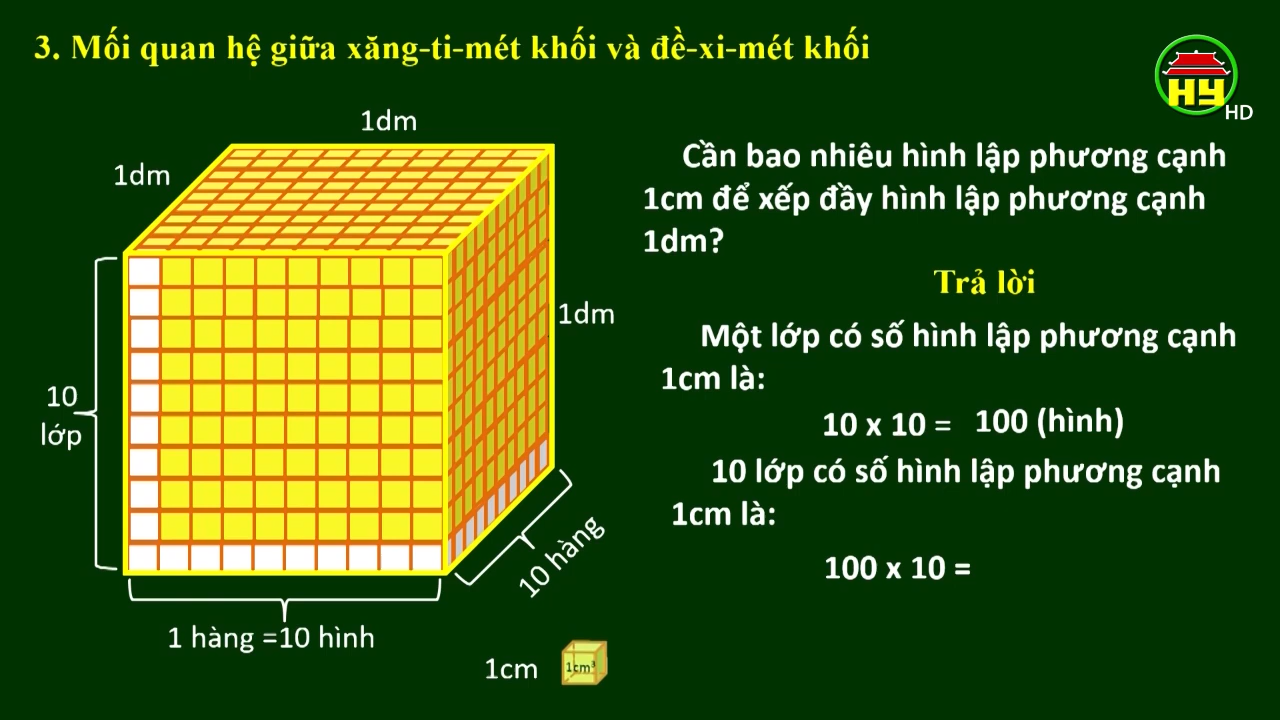 3. Mối quan hệ giữa xăng-ti-mét khối và đề-xi-mét khối
HY
HD
1dm
1dm
1dm
10
lớp
10 hàng
1 hàng =10 hình
1cm
1cm³
Cần bao nhiêu hình lập phương cạnh
1cm để xếp đầy hình lập phương cạnh
1dm?
Trả lời
Một lớp có số hình lập phương cạnh
1cm là:
10 x 10 = 100 (hình)
10 lớp có số hình lập phương cạnh
1cm là:
100 x 10 =